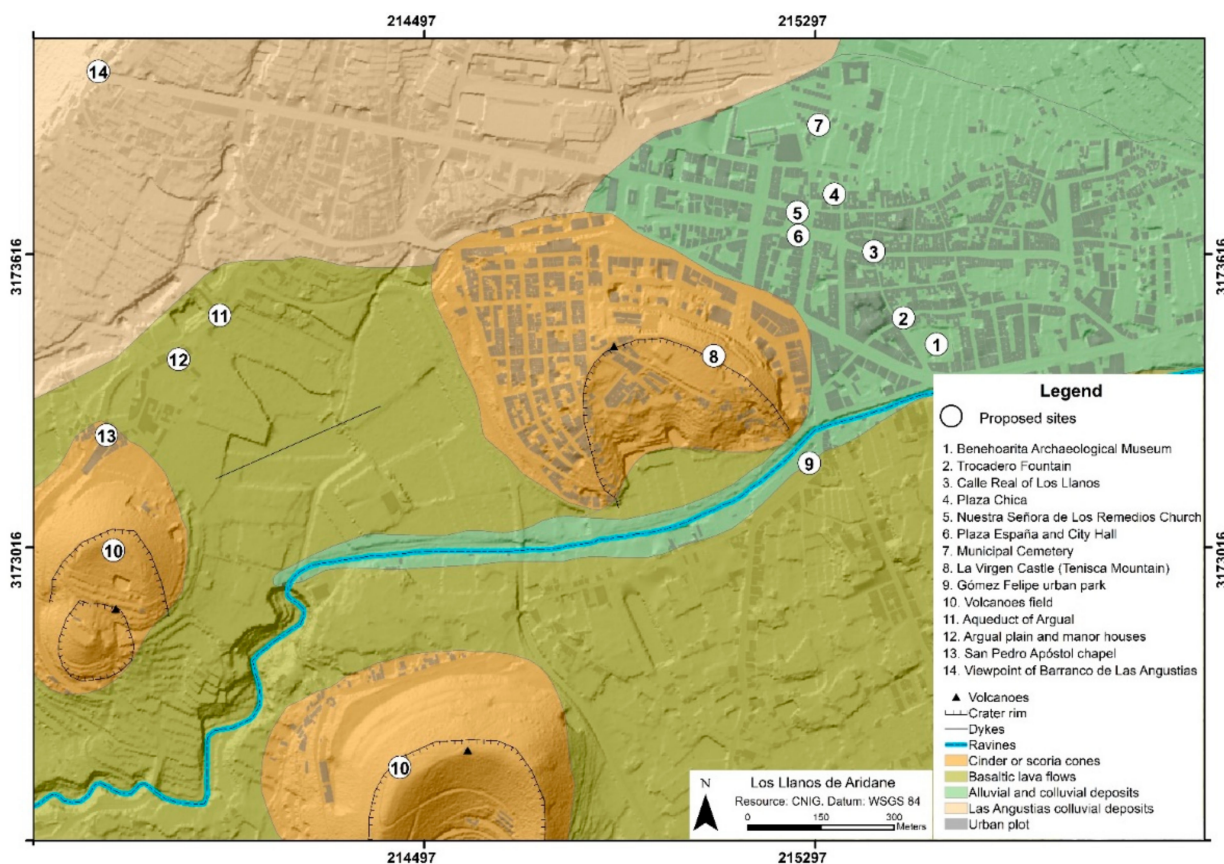 214497
215297
14
7
4
5
6
3
3173616
3173616
11
2
12
8
1
13
9
10
3173016
3173016
10
Legend
Proposed sites
1. Benehoarita Archaeological Museum
2. Trocadero Fountain
3. Calle Real of Los Llanos
4. Plaza Chica
5. Nuestra Señora de Los Remedios Church
6. Plaza España and City Hall
7. Municipal Cemetery
8. La Virgen Castle (Tenisca Mountain)
9. Gómez Felipe urban park
10. Volcanoes field
11. Aqueduct of Argual
12. Argual plain and manor houses
13. San Pedro Apóstol chapel
14. Viewpoint of Barranco de Las Angustias
Volcanoes
Crater rim
Dykes
Ravines
Cinder or scoria cones
Basaltic lava flows
Alluvial and colluvial deposits
Las Angustias colluvial deposits
Urban plot
N
Los Llanos de Aridane
Resource: CNIG. Datum: WSGS 84
0 150 300
Meters
214497
215297